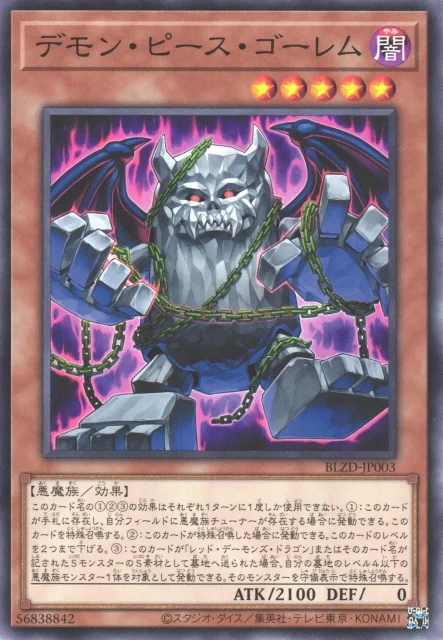 デモン・ピース・ゴーレム
闇
BLZD-JP003
【悪魔族／効果】
このカード名の①②③の効果はそれぞれ1ターンに1度しか使用できない。①：このカード
が手札に存在し、自分フィールドに悪魔族チューナーが存在する場合に発動できる。このカ
ードを特殊召喚する。②：このカードが特殊召喚した場合に発動できる。このカードのレベル
を2つまで下げる。③：このカードが「レッド・デーモンズ・ドラゴン」またはそのカード名が
記されたSモンスターのS素材として墓地へ送られた場合、自分の墓地のレベル4以下の
悪魔族モンスター1体を対象として発動できる。そのモンスターを守備表示で特殊召喚する。
ATK/2100 DEF/ 0
56838842
©スタジオ・ダイス／集英社・テレビ東京・KONAMI